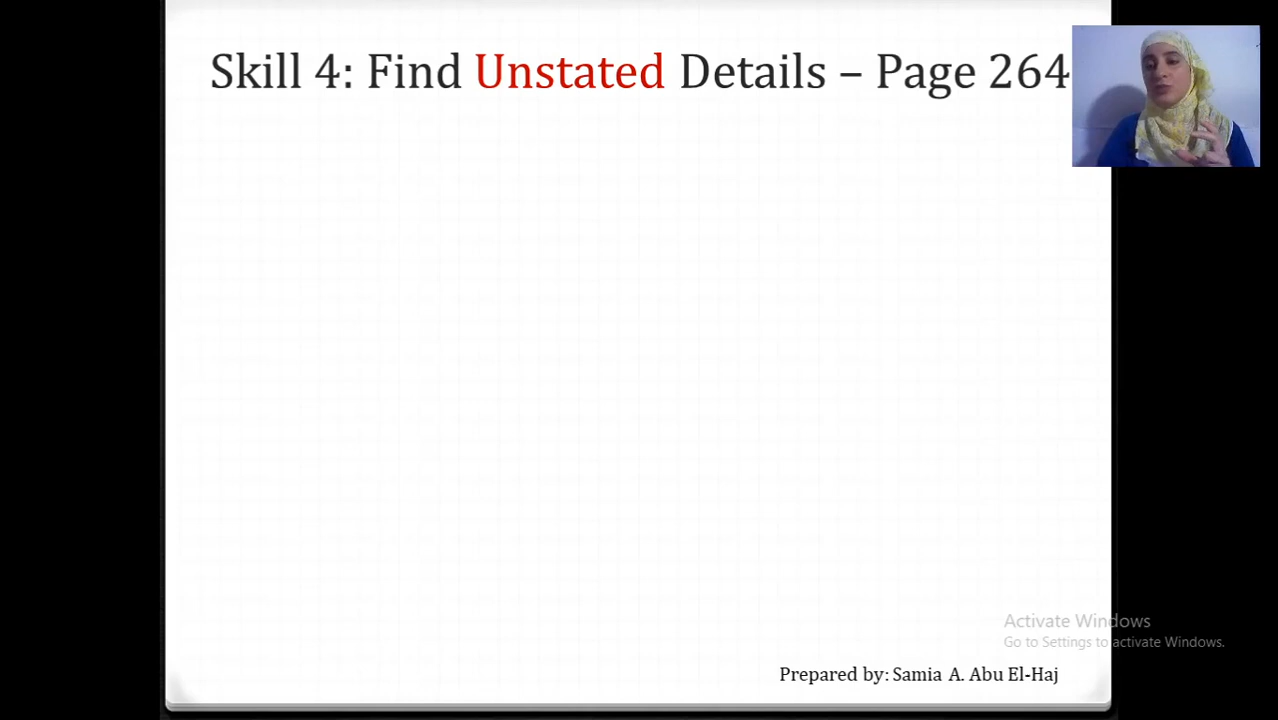 Skill 4: Find Unstated Details – Page 264
Activate Windows
Go to Settings to activate Windows.
Prepared by: Samia A. Abu El-Haj